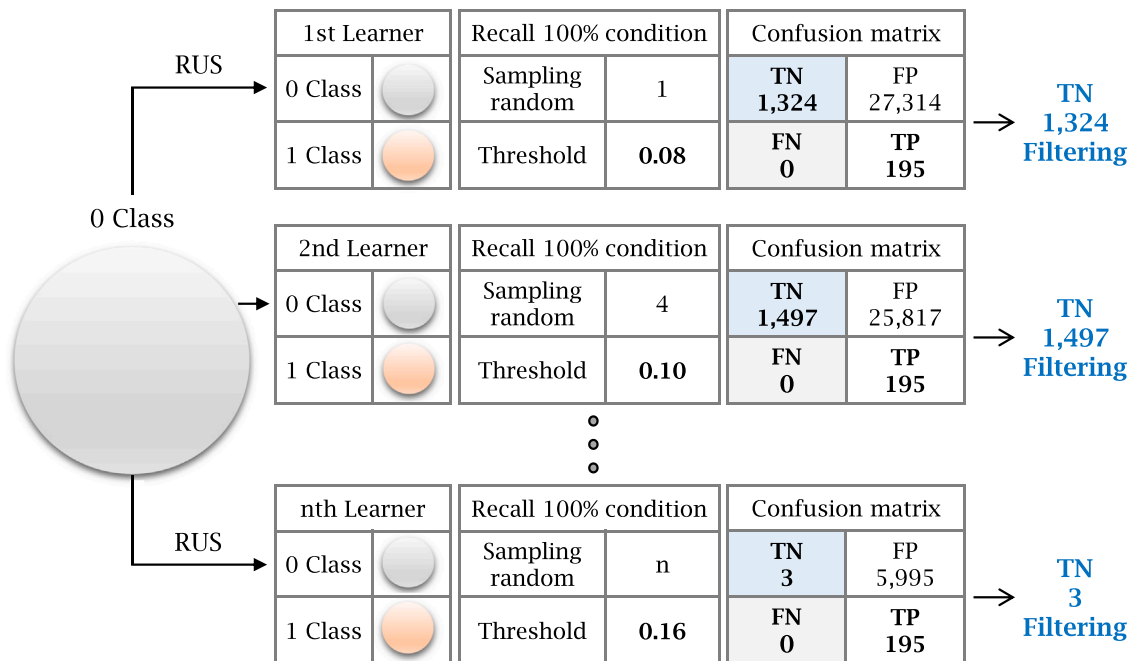 1st Learner
Recall 100% condition
Confusion matrix
RUS
0 Class
Sampling
random
1
TN
1,324
FP
27,314
1 Class
Threshold
0.08
FN
0
TP
195
TN
1,324
Filtering
0 Class
2nd Learner
Recall 100% condition
Confusion matrix
0 Class
Sampling
random
4
TN
1,497
FP
25,817
1 Class
Threshold
0.10
FN
0
TP
195
TN
1,497
Filtering
nth Learner
Recall 100% condition
Confusion matrix
RUS
0 Class
Sampling
random
n
TN
3
FP
5,995
1 Class
Threshold
0.16
FN
0
TP
195
TN
3
Filtering